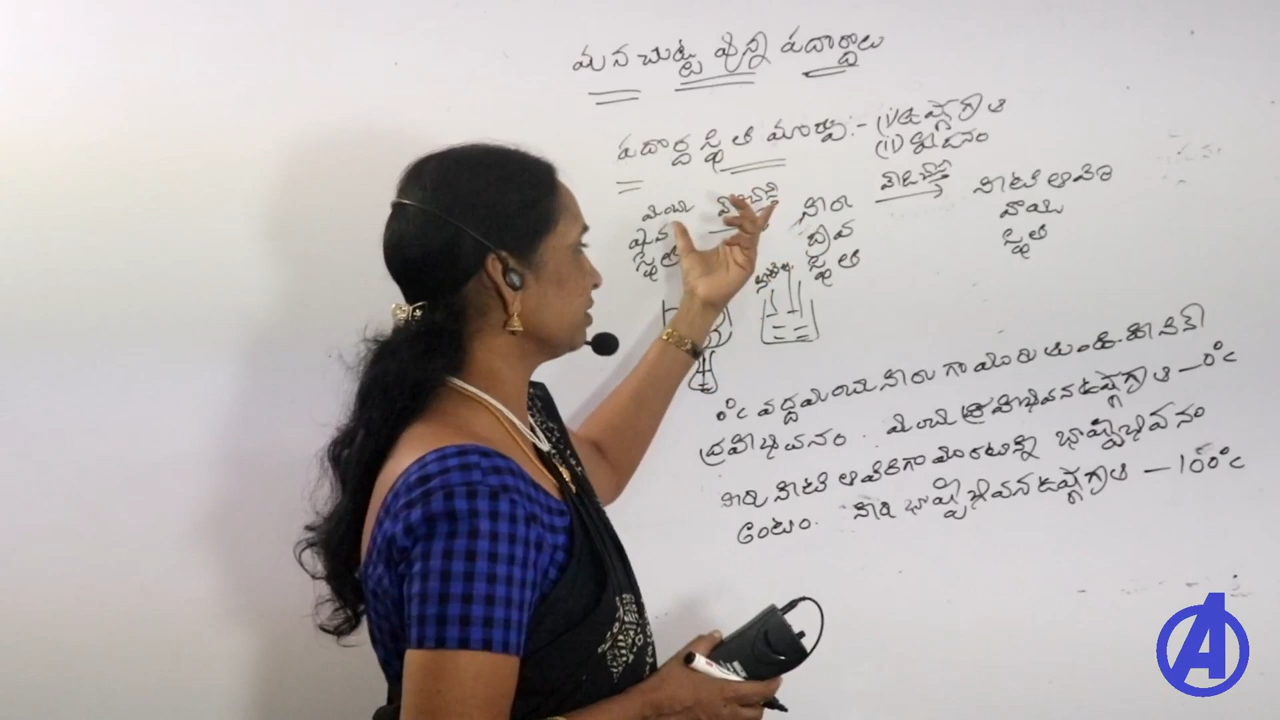 మన చుట్టూ ఉన్న పదార్థాలు
పదార్థ స్థితి మార్పు:- (i) ఉష్ణోగ్రత
(ii) పీడనం
మంచు
స్థితి
నీరు
ద్రవ
స్థితి
వేడిచేస్తే
నీటి ఆవిరి
వాయు
స్థితి
0°c వద్ద మంచు నీరు గా మారు
ద్రవీభవనం. మంచు ద్రవీభవన ఉష్ణోగ్రత - 0°c
నీరు నీటి ఆవిరిగా మారటాన్ని భాష్పీభవనం
అంటాం. నీరి భాష్పీభవన ఉష్ణోగ్రత - 100°c
A